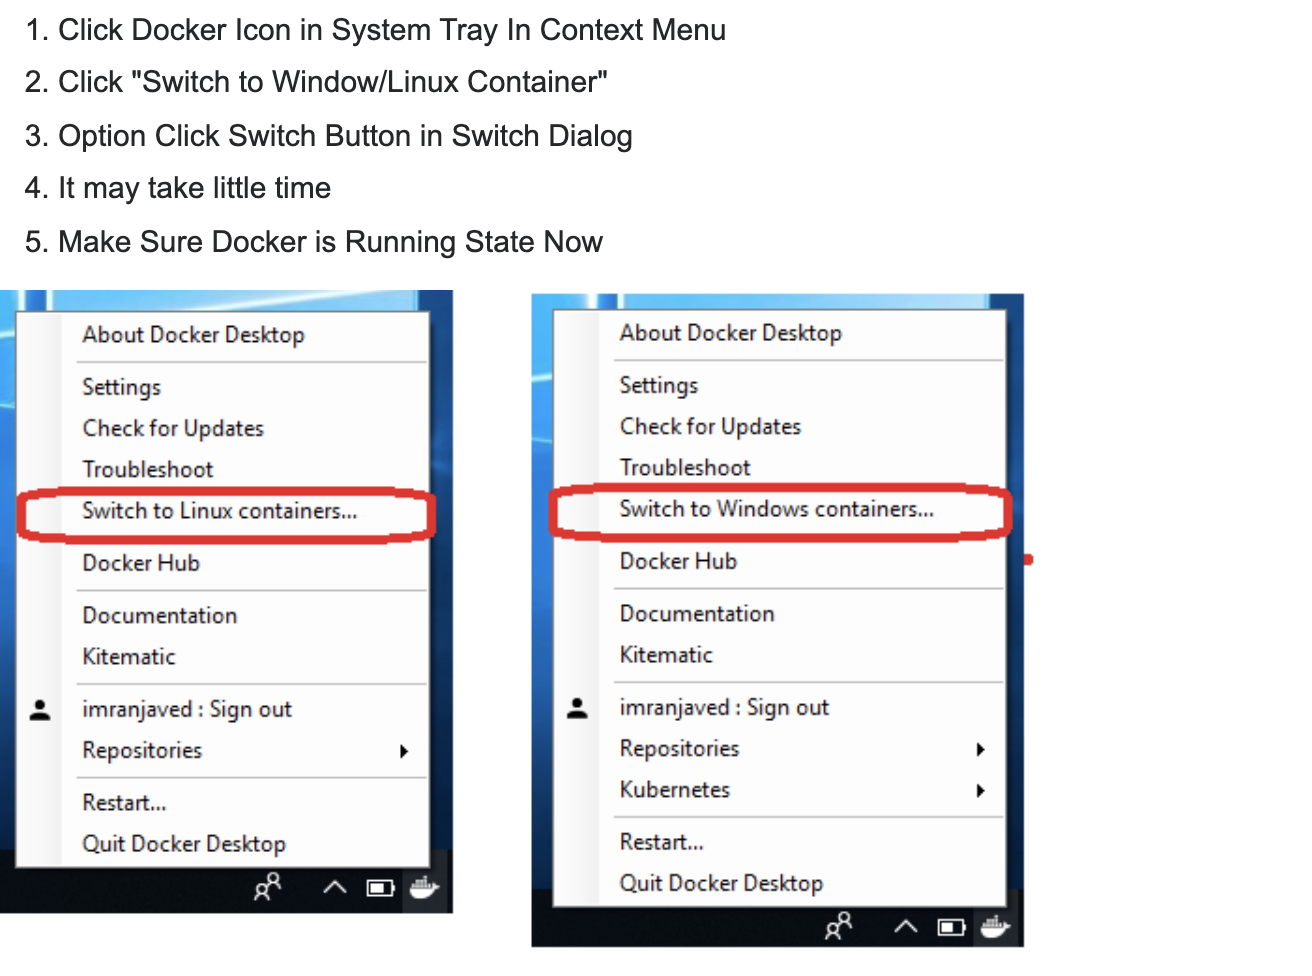 1. Click Docker Icon in System Tray In Context Menu
2. Click "Switch to Window/Linux Container"
3. Option Click Switch Button in Switch Dialog
4. It may take little time
5. Make Sure Docker is Running State Now
About Docker Desktop
Settings
Check for Updates
Troubleshoot
Switch to Linux containers...
Docker Hub
Documentation
Kitematic
imranjaved : Sign out
Repositories
Restart...
Quit Docker Desktop
About Docker Desktop
Settings
Check for Updates
Troubleshoot
Switch to Windows containers...
Docker Hub
Documentation
Kitematic
imranjaved : Sign out
Repositories
Kubernetes
Restart...
Quit Docker Desktop